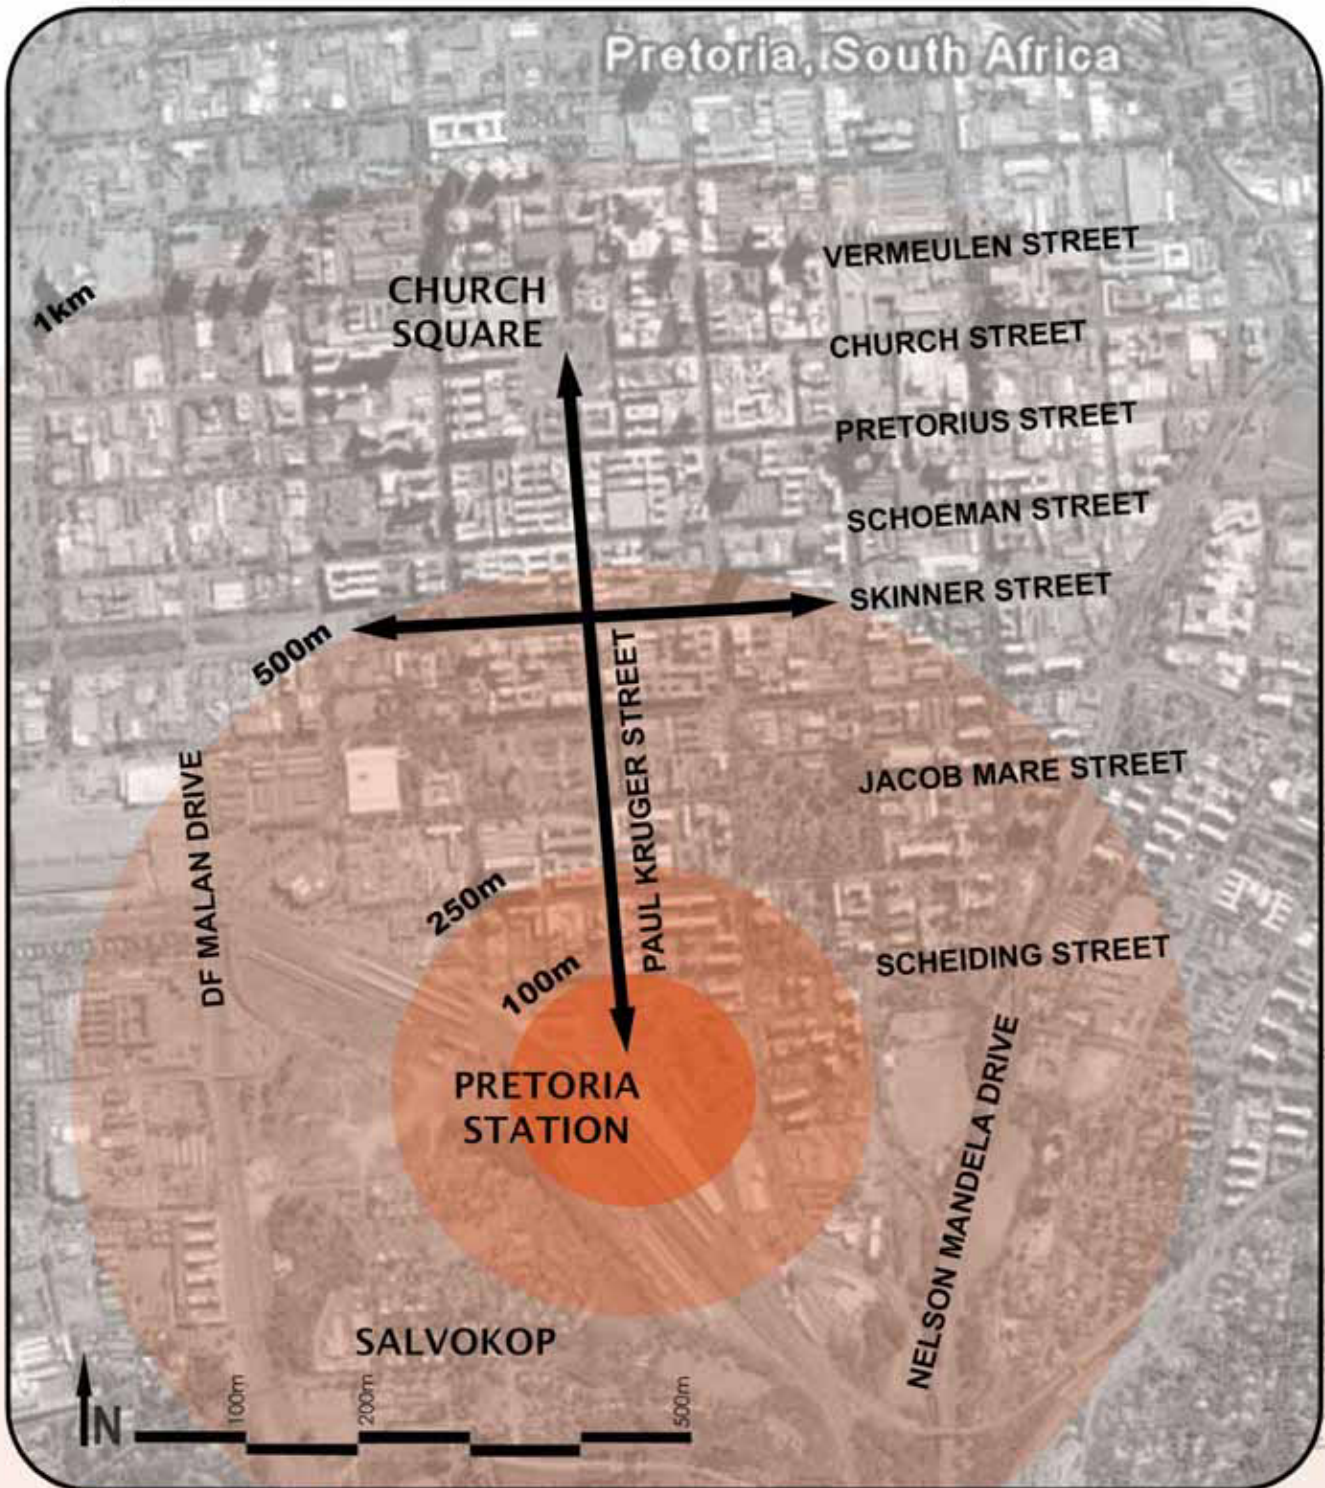 Pretoria, South Africa
VERMEULEN STREET
CHURCH
SQUARE
1km
CHURCH STREET
PRETORIUS STREET
SCHOEMAN STREET
SKINNER STREET
500m
PAUL KRUGER STREET
DF MALAN DRIVE
JACOB MARE STREET
250m
100m
SCHEIDING STREET
PRETORIA
STATION
NELSON MANDELA DRIVE
SALVOKOP
N
100m
200m
500m